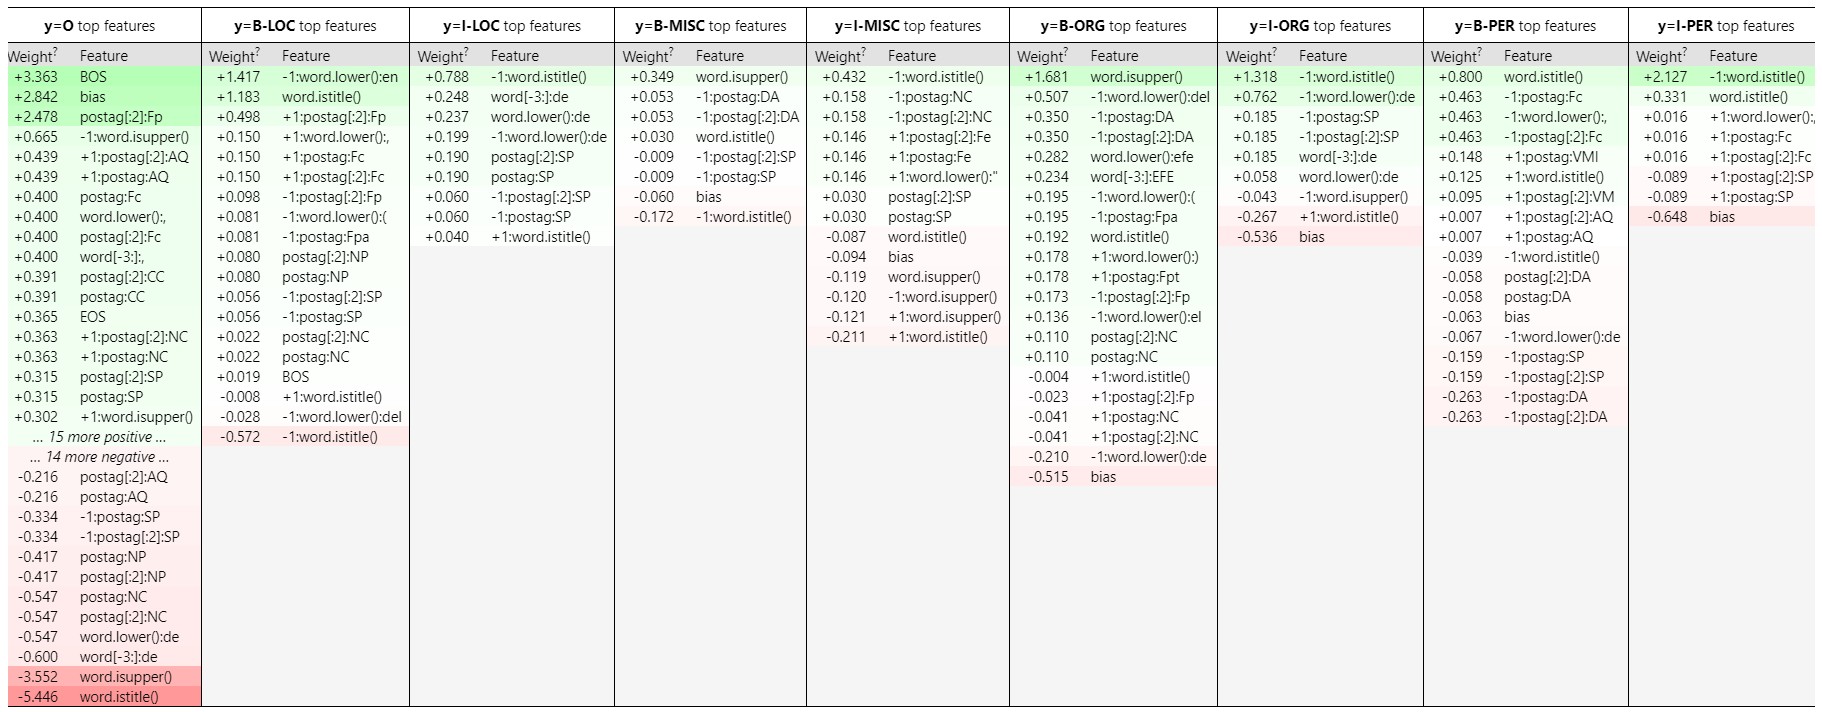 y=O top features y=B-LOC top features y=I-LOC top features y=B-MISC top features y=I-MISC top features y=B-ORG top features y=I-ORG top features y=B-PER top features y=I-PER top features
Weight? Feature Weight? Feature Weight? Feature Weight? Feature Weight? Feature Weight? Feature Weight? Feature Weight? Feature Weight? Feature
+3.363 BOS +1.417 -1:word.lower():en +0.788 -1:word.istitle() +0.349 word.isupper() +0.432 -1:word.istitle() +1.681 word.isupper() +1.318 -1:word.istitle() +0.800 word.istitle() +2.127 -1:word.istitle()
+2.842 bias +1.183 word.istitle() +0.248 word[-3:]:de +0.053 -1:postag:DA +0.158 -1:postag:NC +0.507 -1:word.lower():del +0.762 -1:word.lower():de +0.463 -1:postag:Fc +0.331 word.istitle()
+2.478 postag[:2]:Fp +0.498 +1:postag[:2]:Fp +0.237 word.lower():de +0.053 -1:postag[:2]:DA +0.158 -1:postag[:2]:NC +0.350 -1:postag:DA +0.185 -1:postag:SP +0.463 -1:word.lower():, +0.016 +1:word.lower():,
+0.665 -1:word.isupper() +0.150 +1:word.lower():, +0.199 -1:word.lower():de +0.030 word.istitle() +0.146 +1:postag[:2]:Fe +0.350 -1:postag[:2]:DA +0.185 -1:postag[:2]:SP +0.463 -1:postag[:2]:Fc +0.016 +1:postag:Fc
+0.439 +1:postag[:2]:AQ +0.150 +1:postag:Fc +0.190 postag[:2]:SP -0.009 -1:postag[:2]:SP +0.146 +1:postag:Fe +0.282 word.lower():efe +0.185 word[-3:]:de +0.148 +1:postag:VMI +0.016 +1:postag[:2]:Fc
+0.439 +1:postag:AQ +0.150 +1:postag[:2]:Fc +0.190 postag:SP -0.009 -1:postag:SP +0.146 +1:word.lower():" +0.234 word[-3:]:EFE +0.058 word.lower():de +0.125 +1:word.istitle() -0.089 +1:postag[:2]:SP
+0.400 postag:Fc +0.098 -1:postag[:2]:Fp +0.060 -1:postag[:2]:SP -0.060 bias +0.030 postag[:2]:SP +0.195 -1:word.lower():( -0.043 -1:word.isupper() +0.095 +1:postag[:2]:VM -0.089 +1:postag:SP
+0.400 word.lower():, +0.081 -1:word.lower():( +0.060 -1:postag:SP -0.172 -1:word.istitle() +0.030 postag:SP +0.195 -1:postag:Fpa -0.267 +1:word.istitle() +0.007 +1:postag[:2]:AQ -0.648 bias
+0.400 postag[:2]:Fc +0.081 -1:postag:Fpa +0.040 +1:word.istitle() -0.087 word.istitle() +0.192 word.istitle() -0.536 bias +0.007 +1:postag:AQ
+0.400 word[-3:]:, +0.080 postag[:2]:NP -0.094 bias +0.178 +1:word.lower():) -0.039 -1:word.istitle()
+0.391 postag[:2]:CC +0.080 postag:NP -0.119 word.isupper() +0.178 +1:postag:Fpt -0.058 postag[:2]:DA
+0.391 postag:CC +0.056 -1:postag[:2]:SP -0.120 -1:word.isupper() +0.173 -1:postag[:2]:Fp -0.058 postag:DA
+0.365 EOS +0.056 -1:postag:SP -0.121 +1:word.isupper() +0.136 -1:word.lower():el -0.063 bias
+0.363 +1:postag[:2]:NC +0.022 postag[:2]:NC -0.211 +1:word.istitle() +0.110 postag[:2]:NC -0.067 -1:word.lower():de
+0.363 +1:postag:NC +0.022 postag:NC +0.110 postag:NC -0.159 -1:postag:SP
+0.315 postag[:2]:SP +0.019 BOS -0.004 +1:word.istitle() -0.159 -1:postag[:2]:SP
+0.315 postag:SP -0.008 +1:word.istitle() -0.023 +1:postag[:2]:Fp -0.263 -1:postag:DA
+0.302 +1:word.isupper() -0.028 -1:word.lower():del -0.041 +1:postag:NC -0.263 -1:postag[:2]:DA
... 15 more positive ... -0.572 -1:word.istitle() -0.041 +1:postag[:2]:NC
... 14 more negative ... -0.210 -1:word.lower():de
-0.216 postag[:2]:AQ -0.515 bias
-0.216 postag:AQ
-0.334 -1:postag:SP
-0.334 -1:postag[:2]:SP
-0.417 postag:NP
-0.417 postag[:2]:NP
-0.547 postag:NC
-0.547 postag[:2]:NC
-0.547 word.lower():de
-0.600 word[-3:]:de
-3.552 word.isupper()
-5.446 word.istitle()